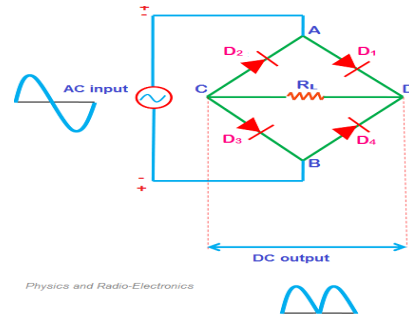 +
-
A
D2
D1
AC input
C
RL
D
D3
D4
B
-
+
DC output
Physics and Radio-Electronics